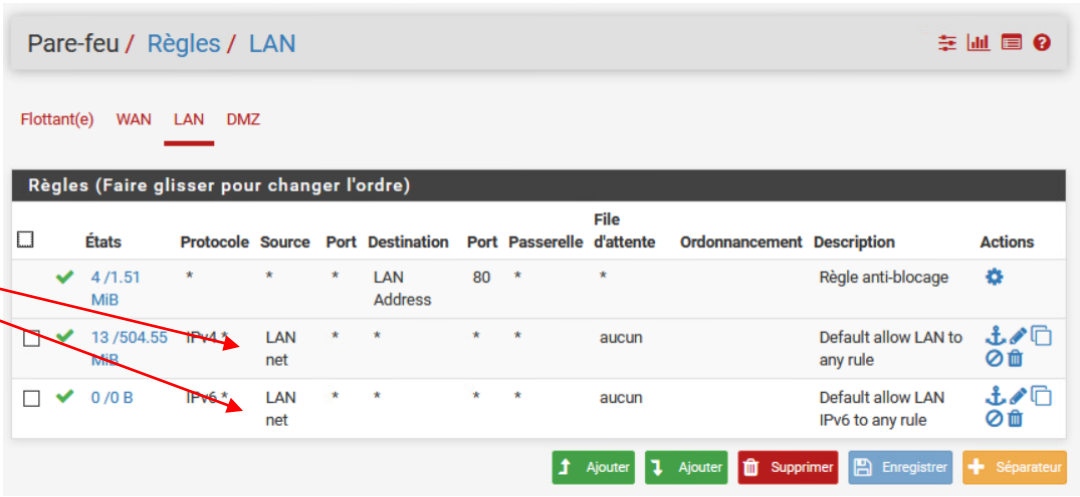 Pare-feu / Règles / LAN
Flottant(e) WAN LAN DMZ
Règles (Faire glisser pour changer l'ordre)
États Protocole Source Port Destination Port Passerelle File d'attente Ordonnancement Description Actions
4 /1.51 MiB * * * LAN Address 80 * * Règle anti-blocage
13 /504.55 MiB IPv4 * LAN net * * * * aucun Default allow LAN to any rule
0 /0 B IPv6 * LAN net * * * * aucun Default allow LAN IPv6 to any rule
Ajouter Ajouter Supprimer Enregistrer Séparateur